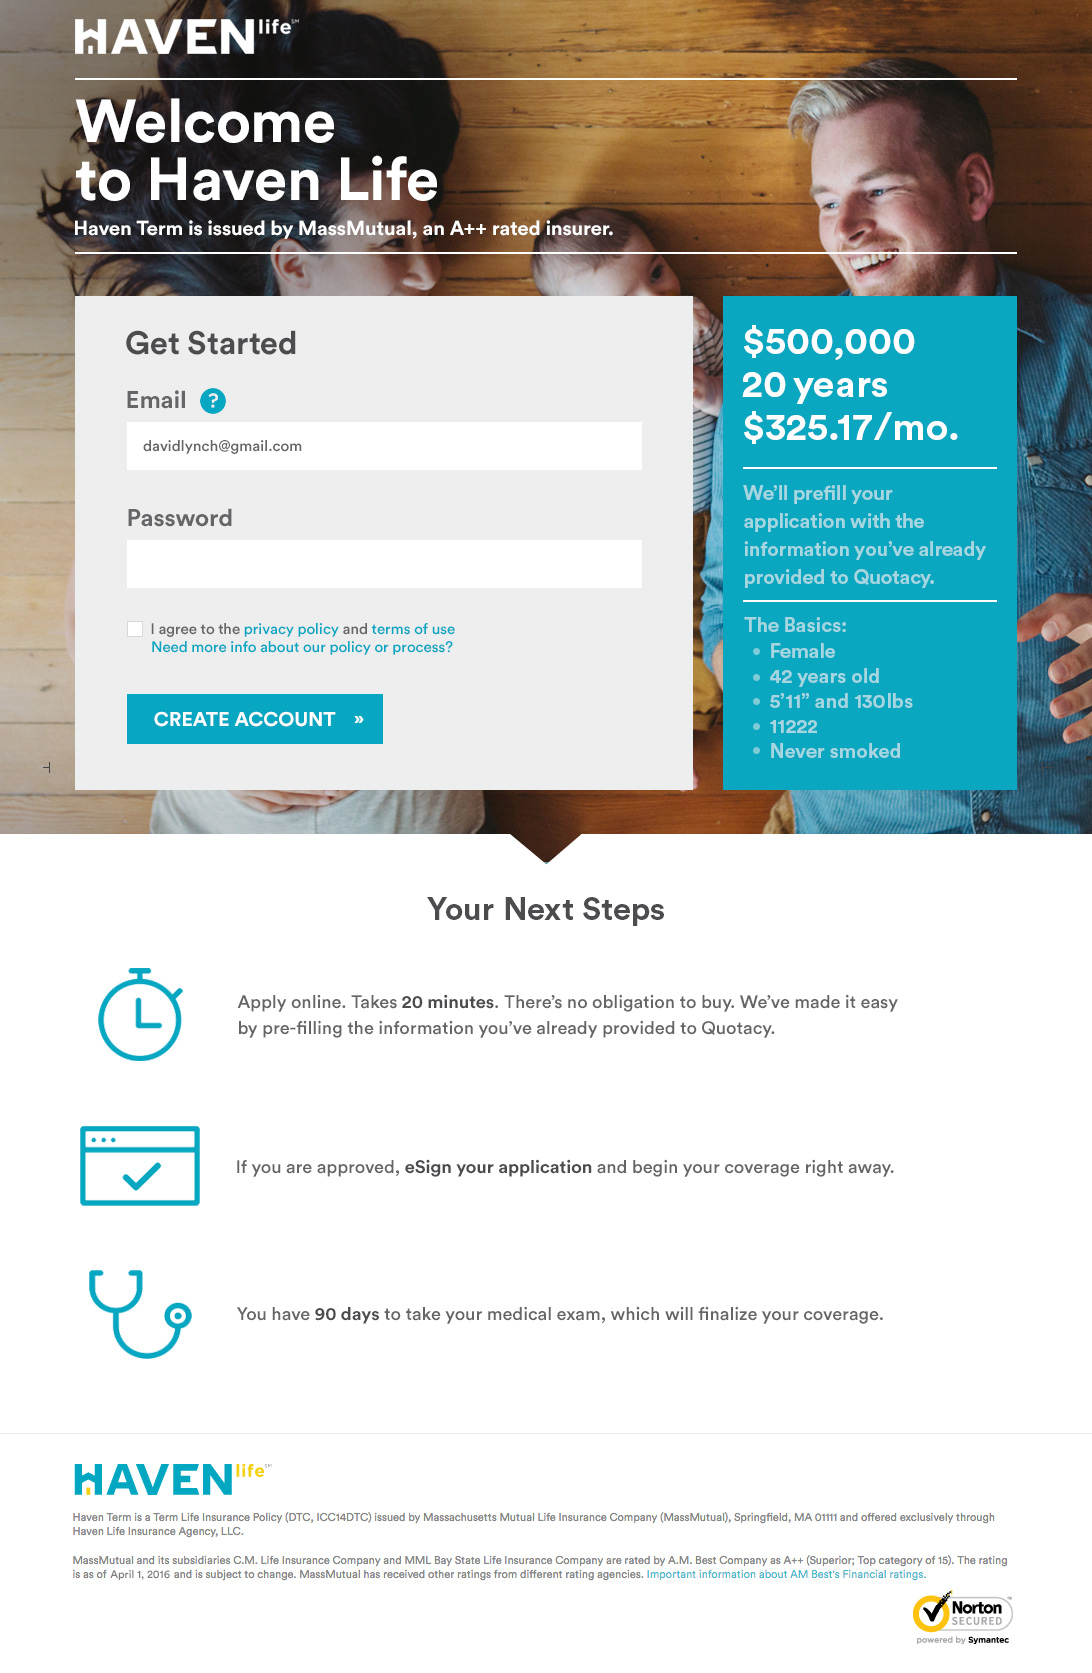 HAVEN life℠
Welcome
to Haven Life
Haven Term is issued by MassMutual, an A++ rated insurer.
Get Started
Email ?
davidlynch@gmail.com
Password
I agree to the privacy policy and terms of use
Need more info about our policy or process?
CREATE ACCOUNT »
$500,000
20 years
$325.17/mo.
We’ll prefill your
application with the
information you’ve already
provided to Quotacy.
The Basics:
• Female
• 42 years old
• 5’11” and 130lbs
• 11222
• Never smoked
Your Next Steps
Apply online. Takes 20 minutes. There’s no obligation to buy. We’ve made it easy
by pre-filling the information you’ve already provided to Quotacy.
If you are approved, eSign your application and begin your coverage right away.
You have 90 days to take your medical exam, which will finalize your coverage.
HAVEN life℠
Haven Term is a Term Life Insurance Policy (DTC, ICC14DTC) issued by Massachusetts Mutual Life Insurance Company (MassMutual), Springfield, MA 01111 and offered exclusively through
Haven Life Insurance Agency, LLC.
MassMutual and its subsidiaries C.M. Life Insurance Company and MML Bay State Life Insurance Company are rated by A.M. Best Company as A++ (Superior; Top category of 15). The rating
is as of April 1, 2016 and is subject to change. MassMutual has received other ratings from different rating agencies. Important information about AM Best's Financial ratings.
Norton™
SECURED
powered by Symantec